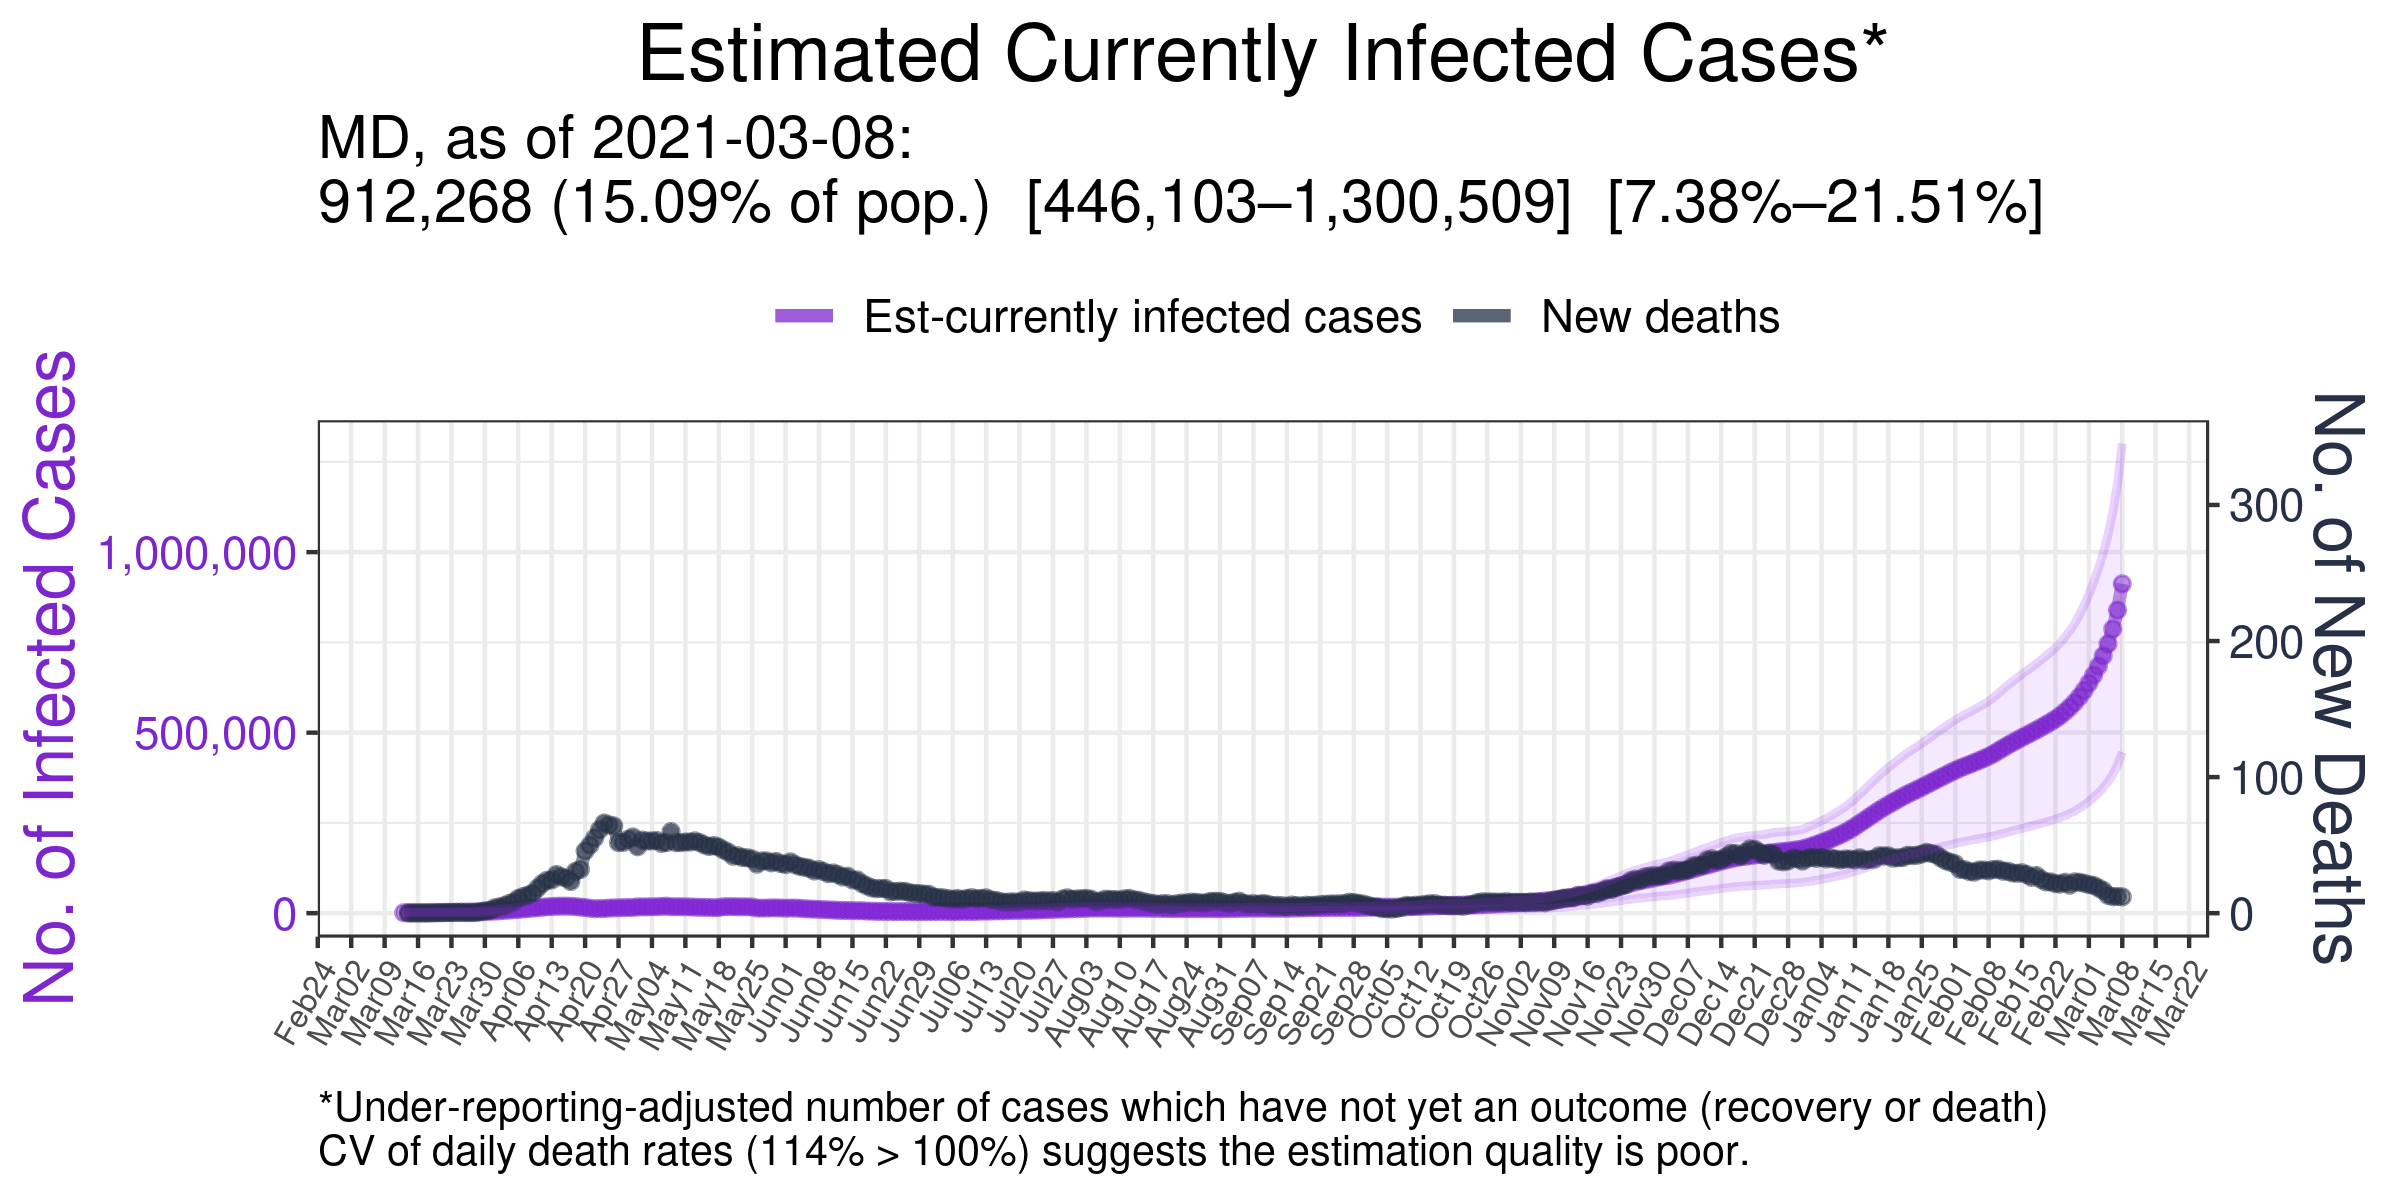 Estimated Currently Infected Cases*
MD, as of 2021-03-08:
912,268 (15.09% of pop.) [446,103–1,300,509] [7.38%–21.51%]
Est-currently infected cases New deaths
No. of Infected Cases
1,000,000
500,000
0
No. of New Deaths
300
200
100
0
Feb24 Mar02 Mar09 Mar16 Mar23 Mar30 Apr06 Apr13 Apr20 Apr27 May04 May11 May18 May25 Jun01 Jun08 Jun15 Jun22 Jun29 Jul06 Jul13 Jul20 Jul27 Aug03 Aug10 Aug17 Aug24 Aug31 Sep07 Sep14 Sep21 Sep28 Oct05 Oct12 Oct19 Oct26 Nov02 Nov09 Nov16 Nov23 Nov30 Dec07 Dec14 Dec21 Dec28 Jan04 Jan11 Jan18 Jan25 Feb01 Feb08 Feb15 Feb22 Mar01 Mar08 Mar15 Mar22
*Under-reporting-adjusted number of cases which have not yet an outcome (recovery or death)
CV of daily death rates (114% > 100%) suggests the estimation quality is poor.